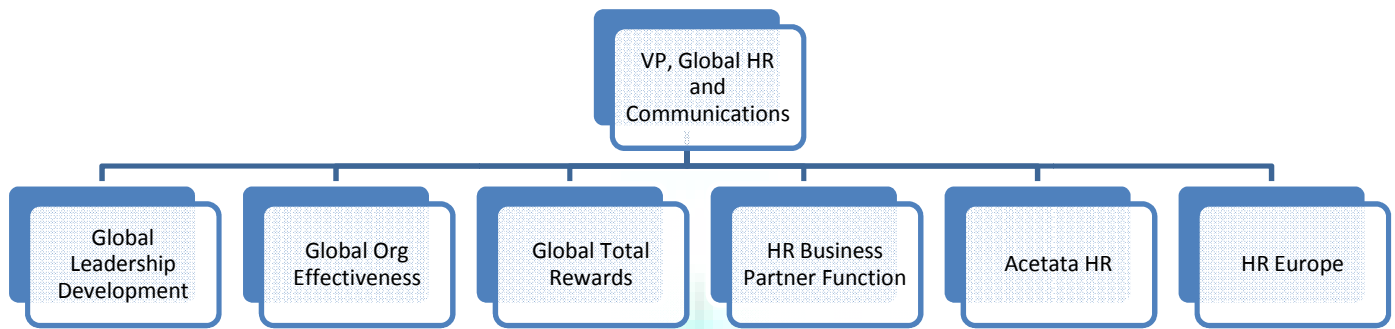 VP, Global HR
and
Communications
Global
Leadership
Development
Global Org
Effectiveness
Global Total
Rewards
HR Business
Partner Function
Acetata HR
HR Europe